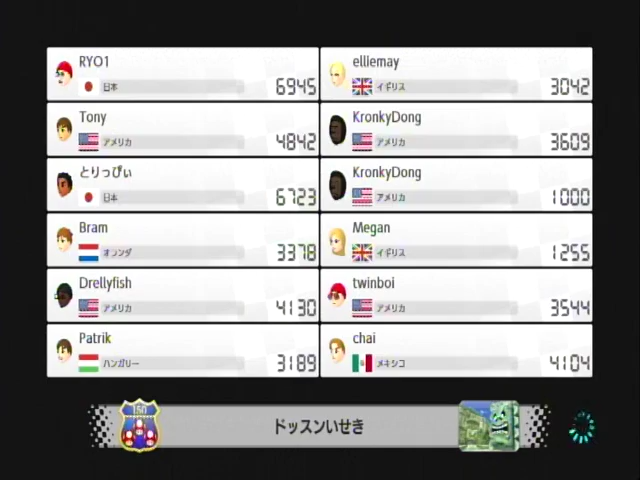 RYO1
日本
6945
Tony
アメリカ
4842
とりっぴぃ
日本
6723
Bram
オランダ
3378
Drellyfish
アメリカ
4130
Patrik
ハンガリー
3189
elliemay
イギリス
3042
KronkyDong
アメリカ
3609
KronkyDong
アメリカ
1000
Megan
イギリス
1255
twinboi
アメリカ
3544
chai
メキシコ
4104
150
ドッスンいせき